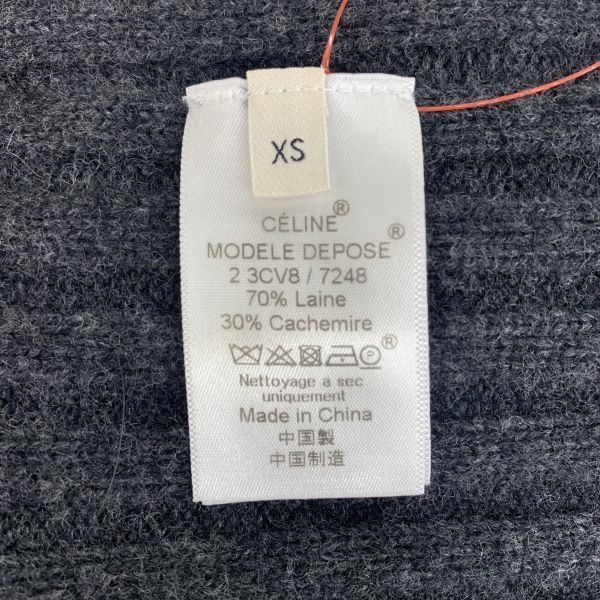 XS
CÉLINE®
MODELE DEPOSE®
2 3CV8 / 7248
70% Laine
30% Cachemire
P ®
Nettoyage a sec
uniquement
Made in China
中国製
中国制造